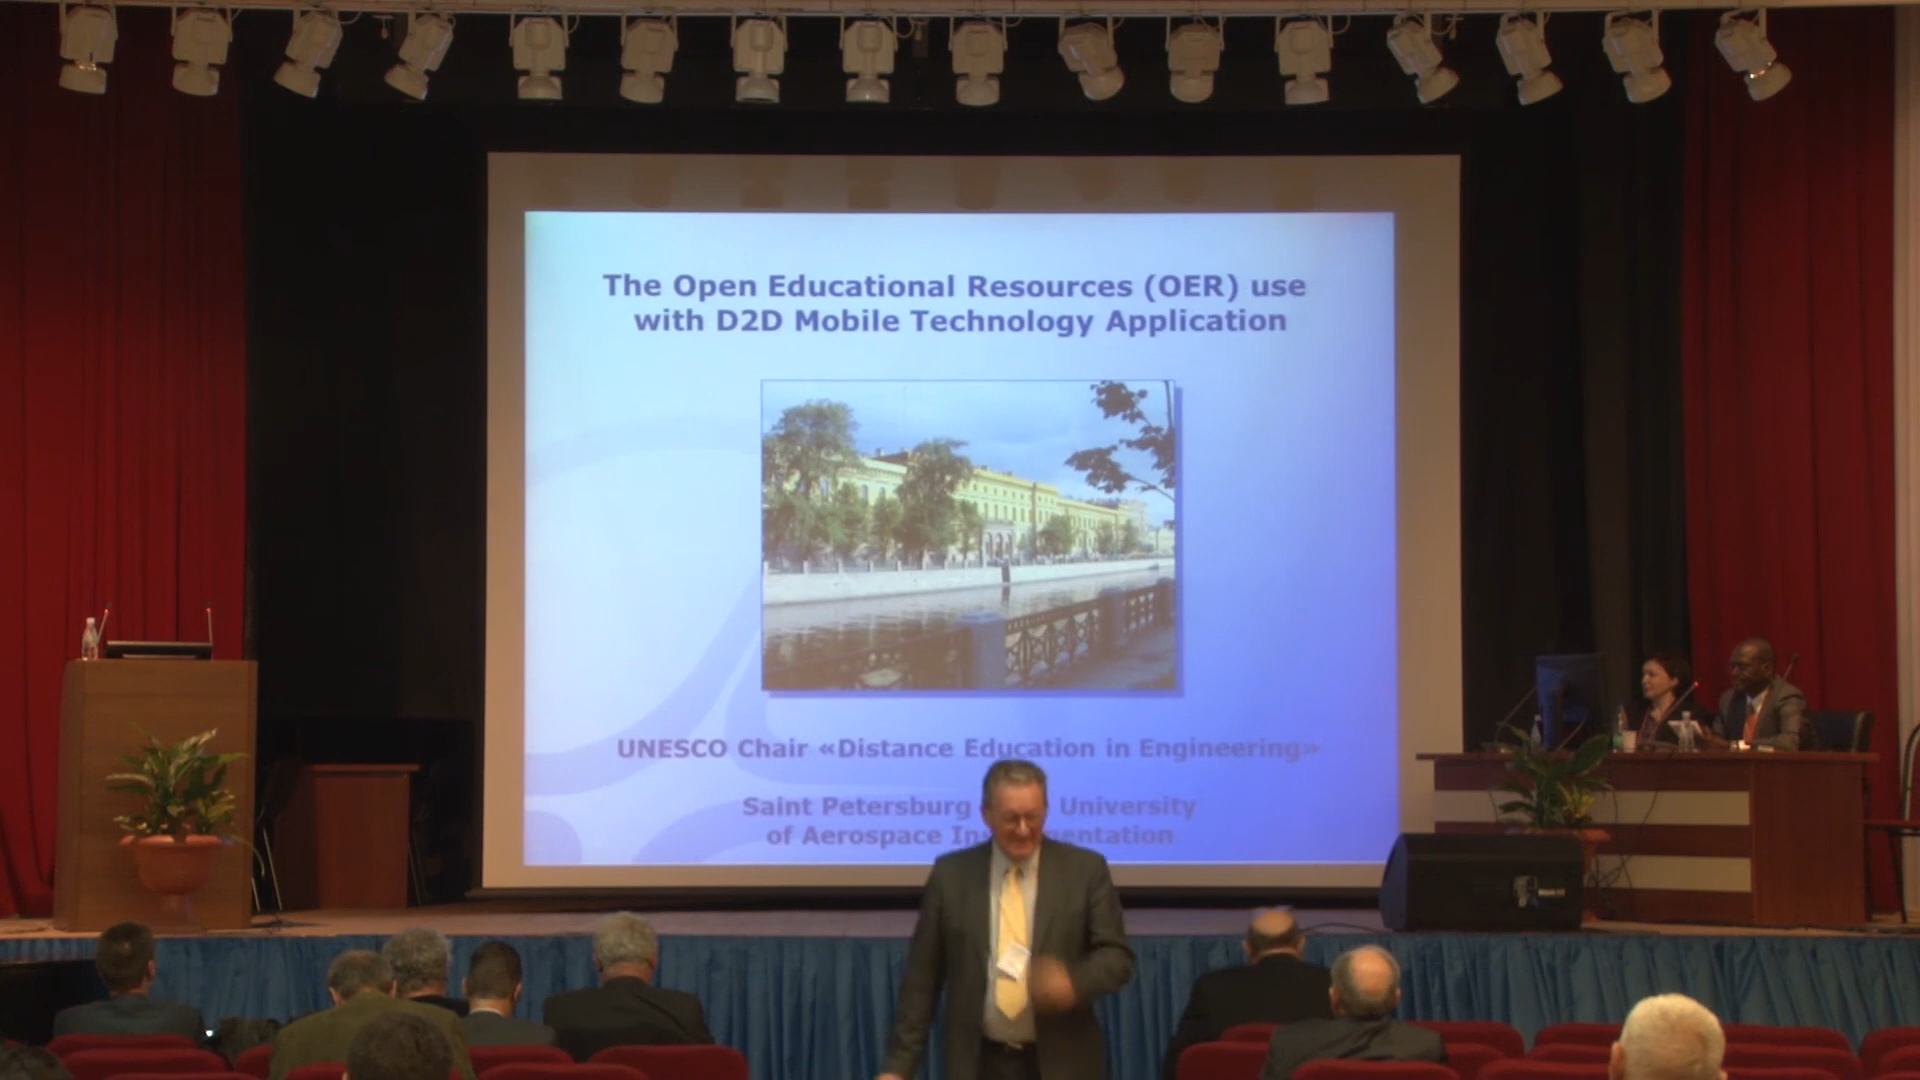 The Open Educational Resources (OER) use
with D2D Mobile Technology Application
UNESCO Chair «Distance Education in Engineering»
Saint Petersburg University
of Aerospace